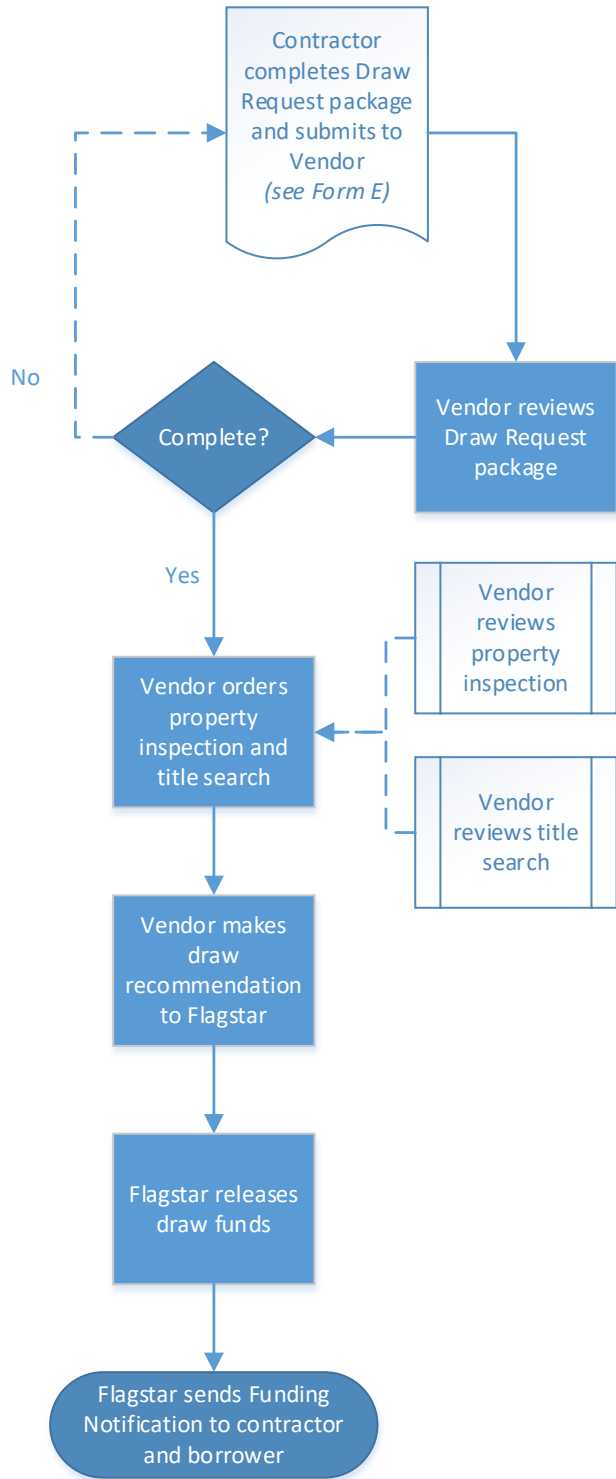 Contractor
completes Draw
Request package
and submits to
Vendor
(see Form E)
No
Vendor reviews
Draw Request
package
Complete?
Yes
Vendor
reviews
property
inspection
Vendor orders
property
inspection and
title search
Vendor
reviews title
search
Vendor makes
draw
recommendation
to Flagstar
Flagstar releases
draw funds
Flagstar sends Funding
Notification to contractor
and borrower